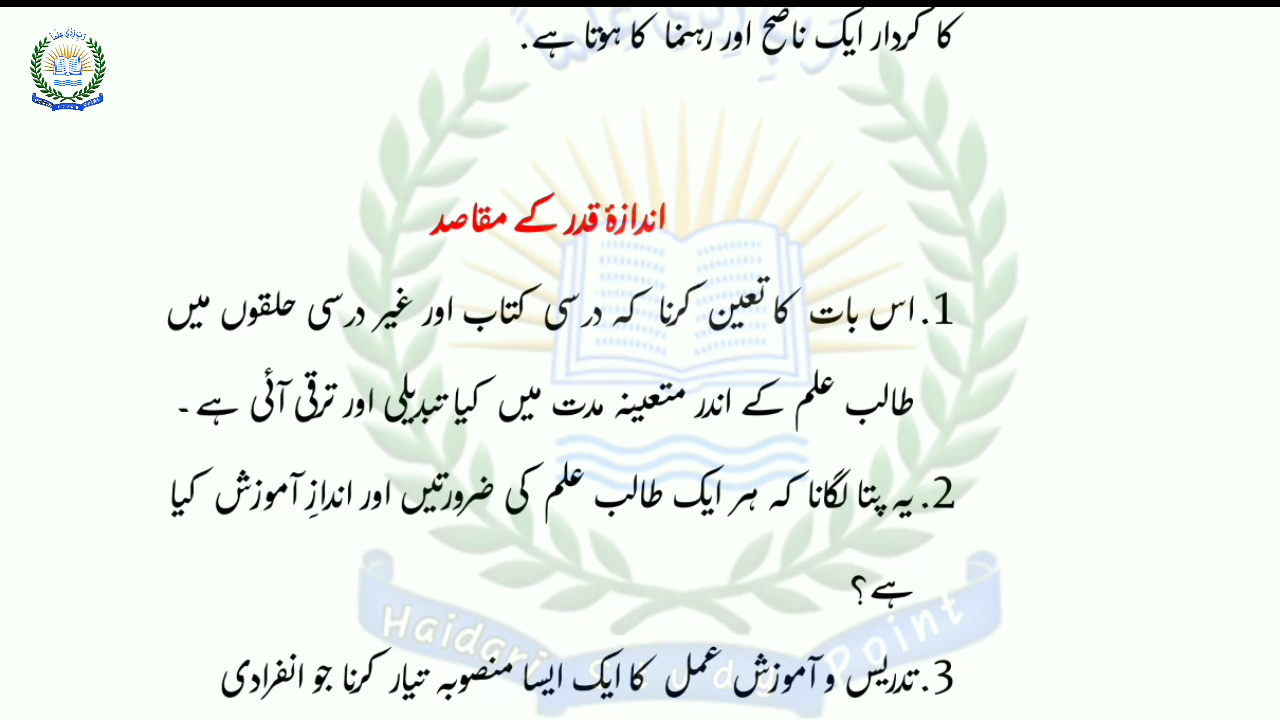 کا کردار ایک ناصح اور رہنما کا ہوتا ہے.
اندازۂ قدر کے مقاصد
1. اس بات کا تعین کرنا کہ درسی کتاب اور غیر درسی حلقوں میں
طالب علم کے اندر متعینہ مدت میں کیا تبدیلی اور ترقی آئی ہے۔
2. یہ پتا لگانا کہ ہر ایک طالب علم کی ضرورتیں اور اندازِ آموزش کیا
ہے؟
3. تدریس و آموزش عمل کا ایک ایسا منصوبہ تیار کرنا جو انفرادی
Haidari Study Point